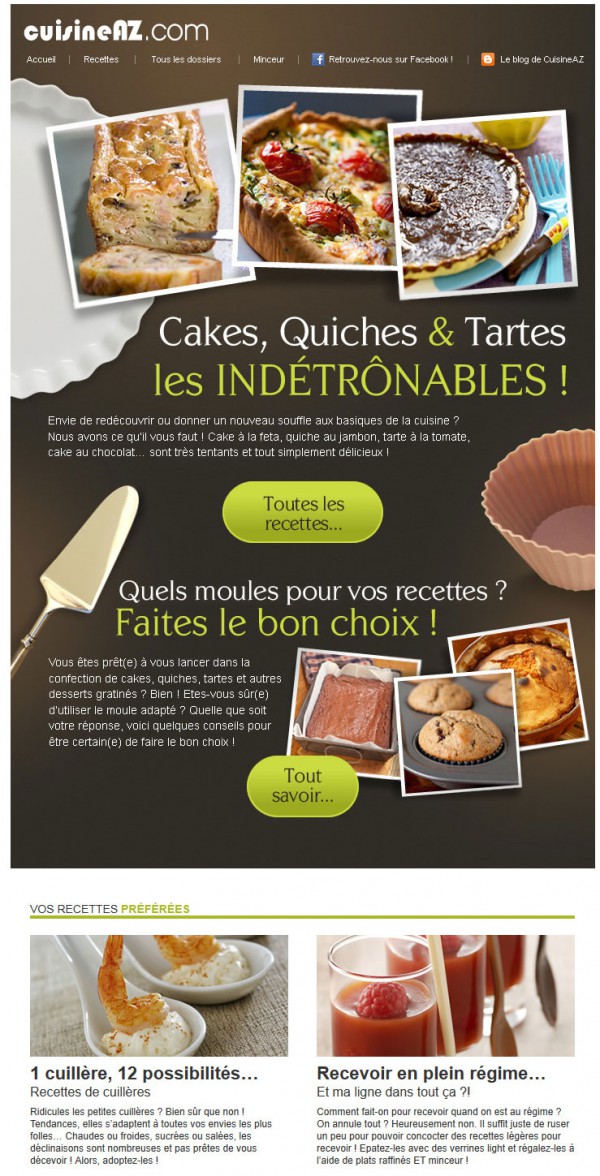 cuisineAZ.com
Accueil | Recettes | Tous les dossiers | Minceur | Retrouvez-nous sur Facebook ! | Le blog de CuisineAZ
Cakes, Quiches & Tartes
les INDÉTRÔNABLES !
Envie de redécouvrir ou donner un nouveau souffle aux basiques de la cuisine ?
Nous avons ce qu'il vous faut ! Cake à la feta, quiche au jambon, tarte à la tomate,
cake au chocolat... sont très tentants et tout simplement délicieux !
Toutes les
recettes...
Quels moules pour vos recettes ?
Faites le bon choix !
Vous êtes prêt(e) à vous lancer dans la
confection de cakes, quiches, tartes et autres
desserts gratinés ? Bien ! Etes-vous sûr(e)
d'utiliser le moule adapté ? Quelle que soit
votre réponse, voici quelques conseils pour
être certain(e) de faire le bon choix !
Tout
savoir...
VOS RECETTES PRÉFÉRÉES
1 cuillère, 12 possibilités...
Recettes de cuillères
Ridicules les petites cuillères ? Bien sûr que non !
Tendances, elles s'adaptent à toutes vos envies les plus
folles... Chaudes ou froides, sucrées ou salées, les
déclinaisons sont nombreuses et pas prêtes de vous
décevoir ! Alors, adoptez-les !
Recevoir en plein régime...
Et ma ligne dans tout ça ?!
Comment fait-on pour recevoir quand on est au régime ?
On annule tout ? Heureusement non. Il suffit juste de ruser
un peu pour pouvoir concocter des recettes légères pour
recevoir ! Epatez-les avec des verrines light et régalez-les à
l'aide de plats raffinés ET minceur !